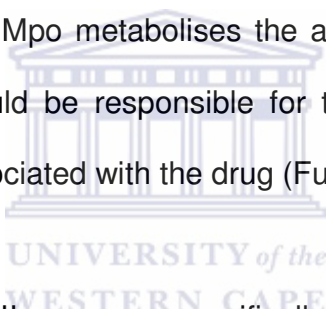 Mpo metabolises the a
uld be responsible for t
ociated with the drug (Fu
UNIVERSITY of the
WESTERN CAPE